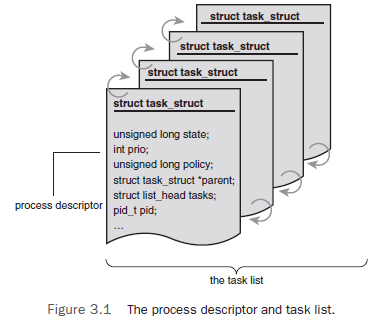 struct task_struct
struct task_struct
struct task_struct
struct task_struct
unsigned long state;
int prio;
unsigned long policy;
struct task_struct *parent;
struct list_head tasks;
pid_t pid;
...
process descriptor
the task list
Figure 3.1 The process descriptor and task list.